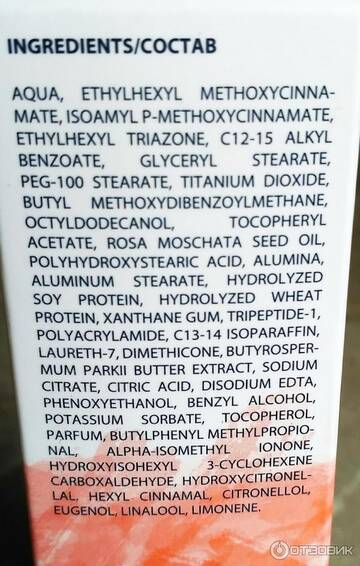 INGREDIENTS/СОСТАВ
AQUA, ETHYLHEXYL METHOXYCINNA-
MATE, ISOAMYL P-METHOXYCINNAMATE,
ETHYLHEXYL TRIAZONE, C12-15 ALKYL
BENZOATE, GLYCERYL STEARATE,
PEG-100 STEARATE, TITANIUM DIOXIDE,
BUTYL METHOXYDIBENZOYLMETHANE,
OCTYLDODECANOL, TOCOPHERYL
ACETATE, ROSA MOSCHATA SEED OIL,
POLYHYDROXYSTEARIC ACID, ALUMINA,
ALUMINUM STEARATE, HYDROLYZED
SOY PROTEIN, HYDROLYZED WHEAT
PROTEIN, XANTHANE GUM, TRIPEPTIDE-1,
POLYACRYLAMIDE, C13-14 ISOPARAFFIN,
LAURETH-7, DIMETHICONE, BUTYROSPER-
MUM PARKII BUTTER EXTRACT, SODIUM
CITRATE, CITRIC ACID, DISODIUM EDTA,
PHENOXYETHANOL, BENZYL ALCOHOL,
POTASSIUM SORBATE, TOCOPHEROL,
PARFUM, BUTYLPHENYL METHYLPROPIO-
NAL, ALPHA-ISOMETHYL IONONE,
HYDROXYISOHEXYL 3-CYCLOHEXENE
CARBOXALDEHYDE, HYDROXYCITRONEL-
LAL, HEXYL CINNAMAL, CITRONELLOL,
EUGENOL, LINALOOL, LIMONENE.
ОТЗОВИК